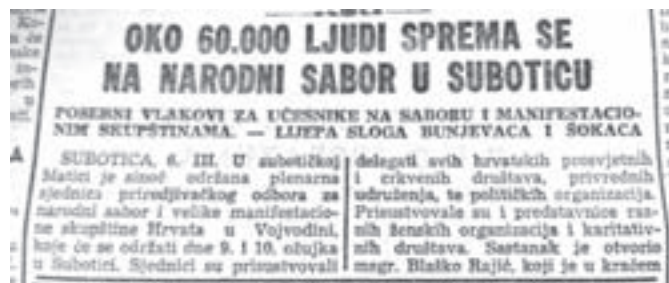 OKO 60.000 LJUDI SPREMA SE
NA NARODNI SABOR U SUBOTICU
POSEBNI VLAKOVI ZA UČESNIKE NA SABORU I MANIFESTACIO-
NIM SKUPŠTINAMA. — LIJEPA SLOGA BUNJEVACA I ŠOKACA
SUBOTICA, 6. III. U subotičkoj
Matici je sinoć održana plenarna
sjednica priredjivačkog odbora za
narodni sabor i velike manifestacio-
ne skupštine Hrvata u Vojvodini,
koje će se održati dne 9. i 10. ožujka
u Subotici. Sjednici su prisustvovali
delegati svih hrvatskih prosvjetnih
i crkvenih društava, privrednih
udruženja, te političkih organizacija.
Prisustvovale su i predstavnice raz-
nih ženskih organizacija i karitativ-
nih društava. Sastanak je otvorio
msgr. Blaško Rajić, koji je u kraćem